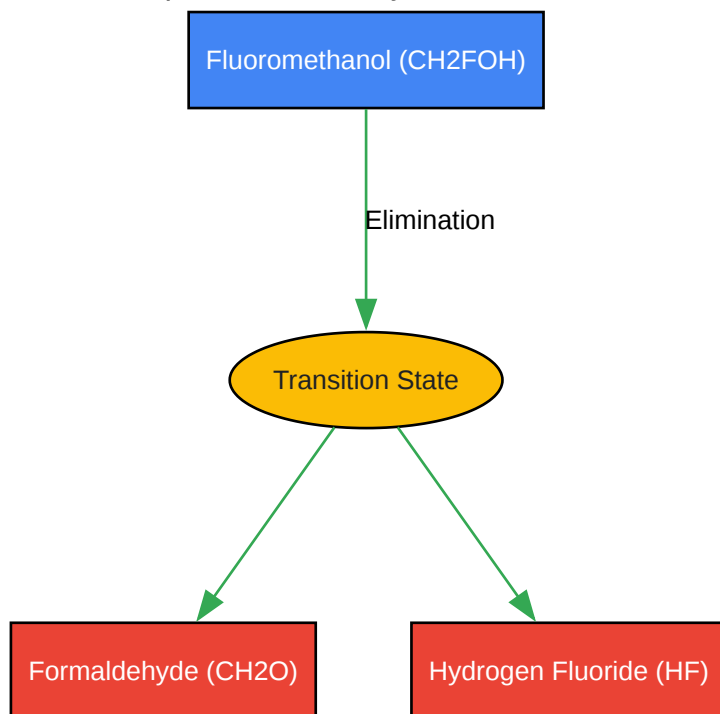 Fluoromethanol (CH2FOH)
Elimination
Transition State
Formaldehyde (CH2O)
Hydrogen Fluoride (HF)